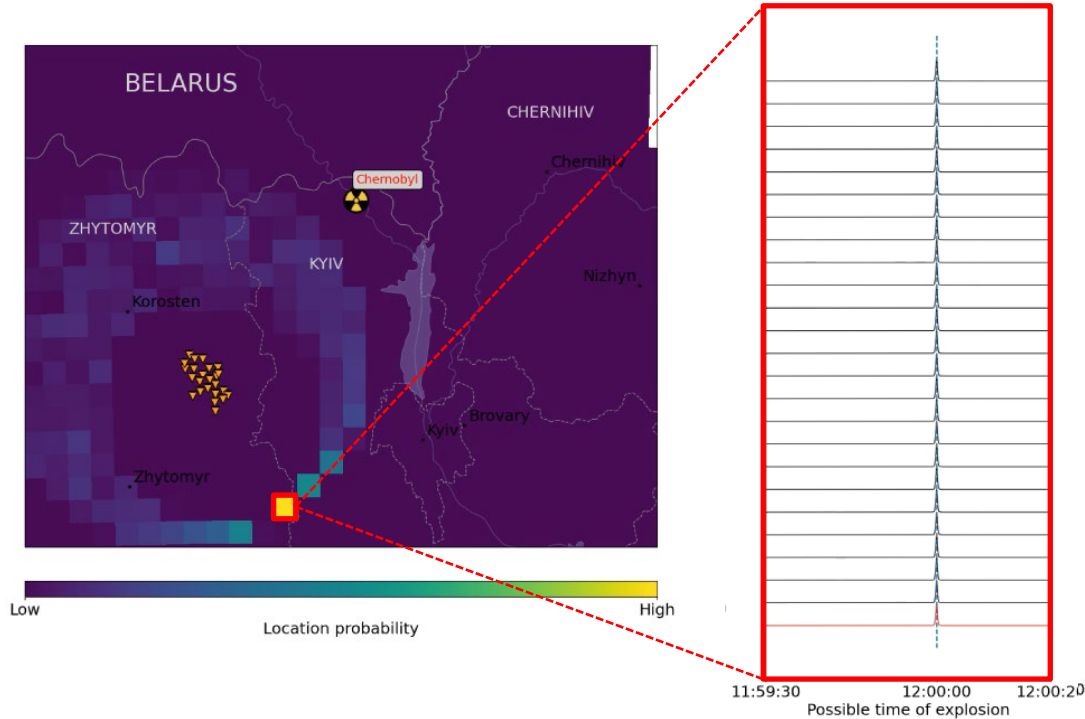 BELARUS
CHERNIHIV
Chernihiv
Chernobyl
ZHYTOMYR
KYIV
Nizhyn
Korosten
Brovary
Kyiv
Zhytomyr
Low
High
Location probability
11:59:30
12:00:00
12:00:20
Possible time of explosion